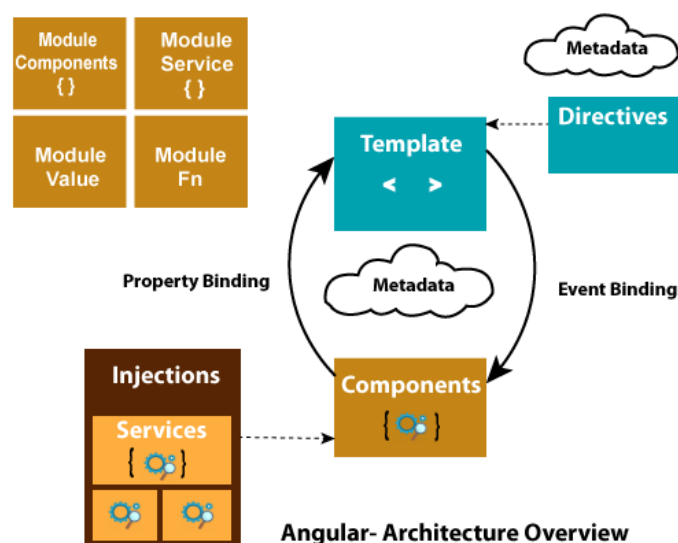 Module
Components
{ }
Module
Service
{ }
Module
Value
Module
Fn
Metadata
Directives
Template
< >
Property Binding
Metadata
Event Binding
Injections
Services
{ }
Components
{ }
Angular- Architecture Overview